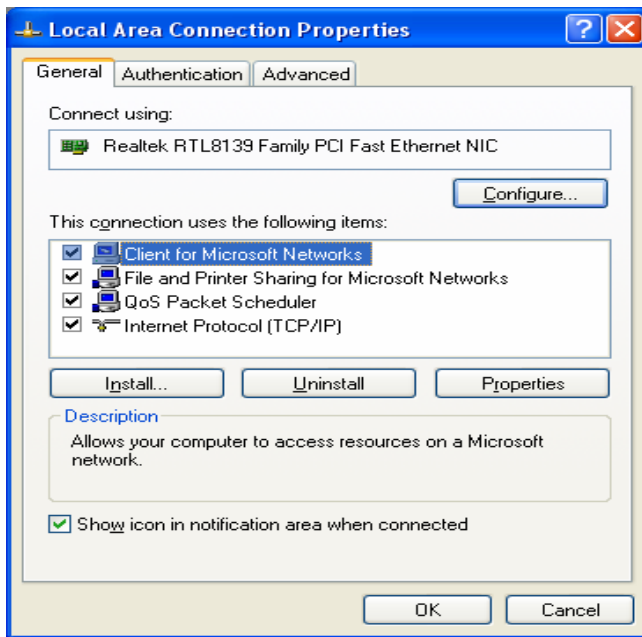 Local Area Connection Properties
General Authentication Advanced
Connect using:
Realtek RTL8139 Family PCI Fast Ethernet NIC
Configure...
This connection uses the following items:
Client for Microsoft Networks
File and Printer Sharing for Microsoft Networks
QoS Packet Scheduler
Internet Protocol (TCP/IP)
Install... Uninstall Properties
Description
Allows your computer to access resources on a Microsoft
network.
Show icon in notification area when connected
OK Cancel